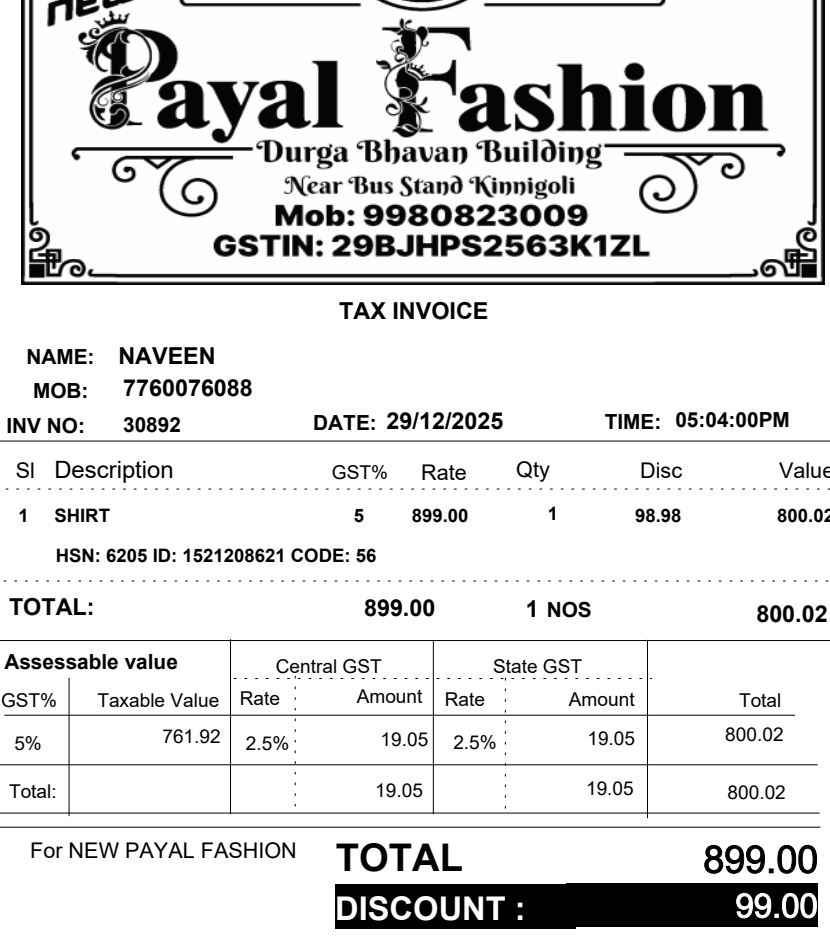 new
Payal Fashion
Durga Bhavan Building
Near Bus Stand Kinnigoli
Mob: 9980823009
GSTIN: 29BJHPS2563K1ZL
TAX INVOICE
NAME: NAVEEN
MOB: 7760076088
INV NO: 30892 DATE: 29/12/2025 TIME: 05:04:00PM
Sl Description GST% Rate Qty Disc Value
1 SHIRT 5 899.00 1 98.98 800.02
HSN: 6205 ID: 1521208621 CODE: 56
TOTAL: 899.00 1 NOS 800.02
Assessable value Central GST State GST
GST% Taxable Value Rate Amount Rate Amount Total
5% 761.92 2.5% 19.05 2.5% 19.05 800.02
Total: 19.05 19.05 800.02
For NEW PAYAL FASHION TOTAL 899.00
DISCOUNT : 99.00